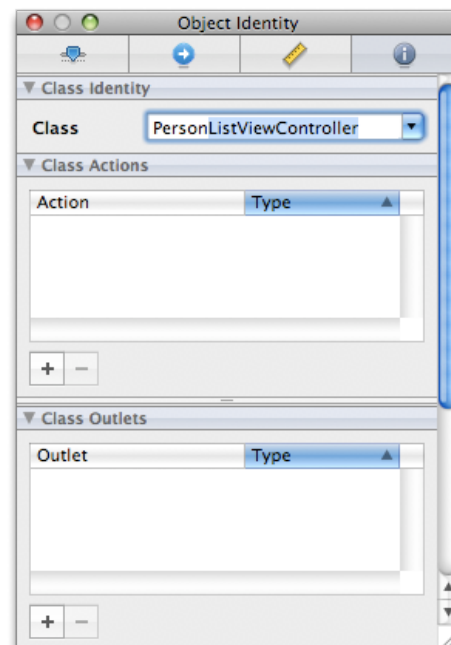 Object Identity
Class Identity
Class PersonListViewController
Class Actions
Action Type
+ −
Class Outlets
Outlet Type
+ −